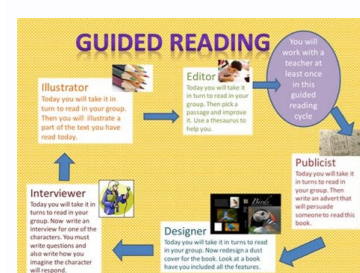 GUIDED READING
You will
work with a
teacher at
least once
in this
guided
reading
cycle
Illustrator
Today you will take it in
turn to read in your group.
Then you will illustrate a
part of the text you have
read today.
Editor
Today you will take it
in turn to read in your
group. Then pick a
passage and improve
it. Use a thesaurus to
help you.
Publicist
Today you will take it
in turns to read in
your group. Then
write an advert that
will persuade
someone to read this
book.
Designer
Today you will take it in turns to read
in your group. Now redesign a dust
cover for the book. Look at a book
have you included all the features.
Interviewer
Today you will take it in
turns to read in your
group. Now write an
interview for one of the
characters. You must
write questions and
also write how you
imagine the character
will respond.